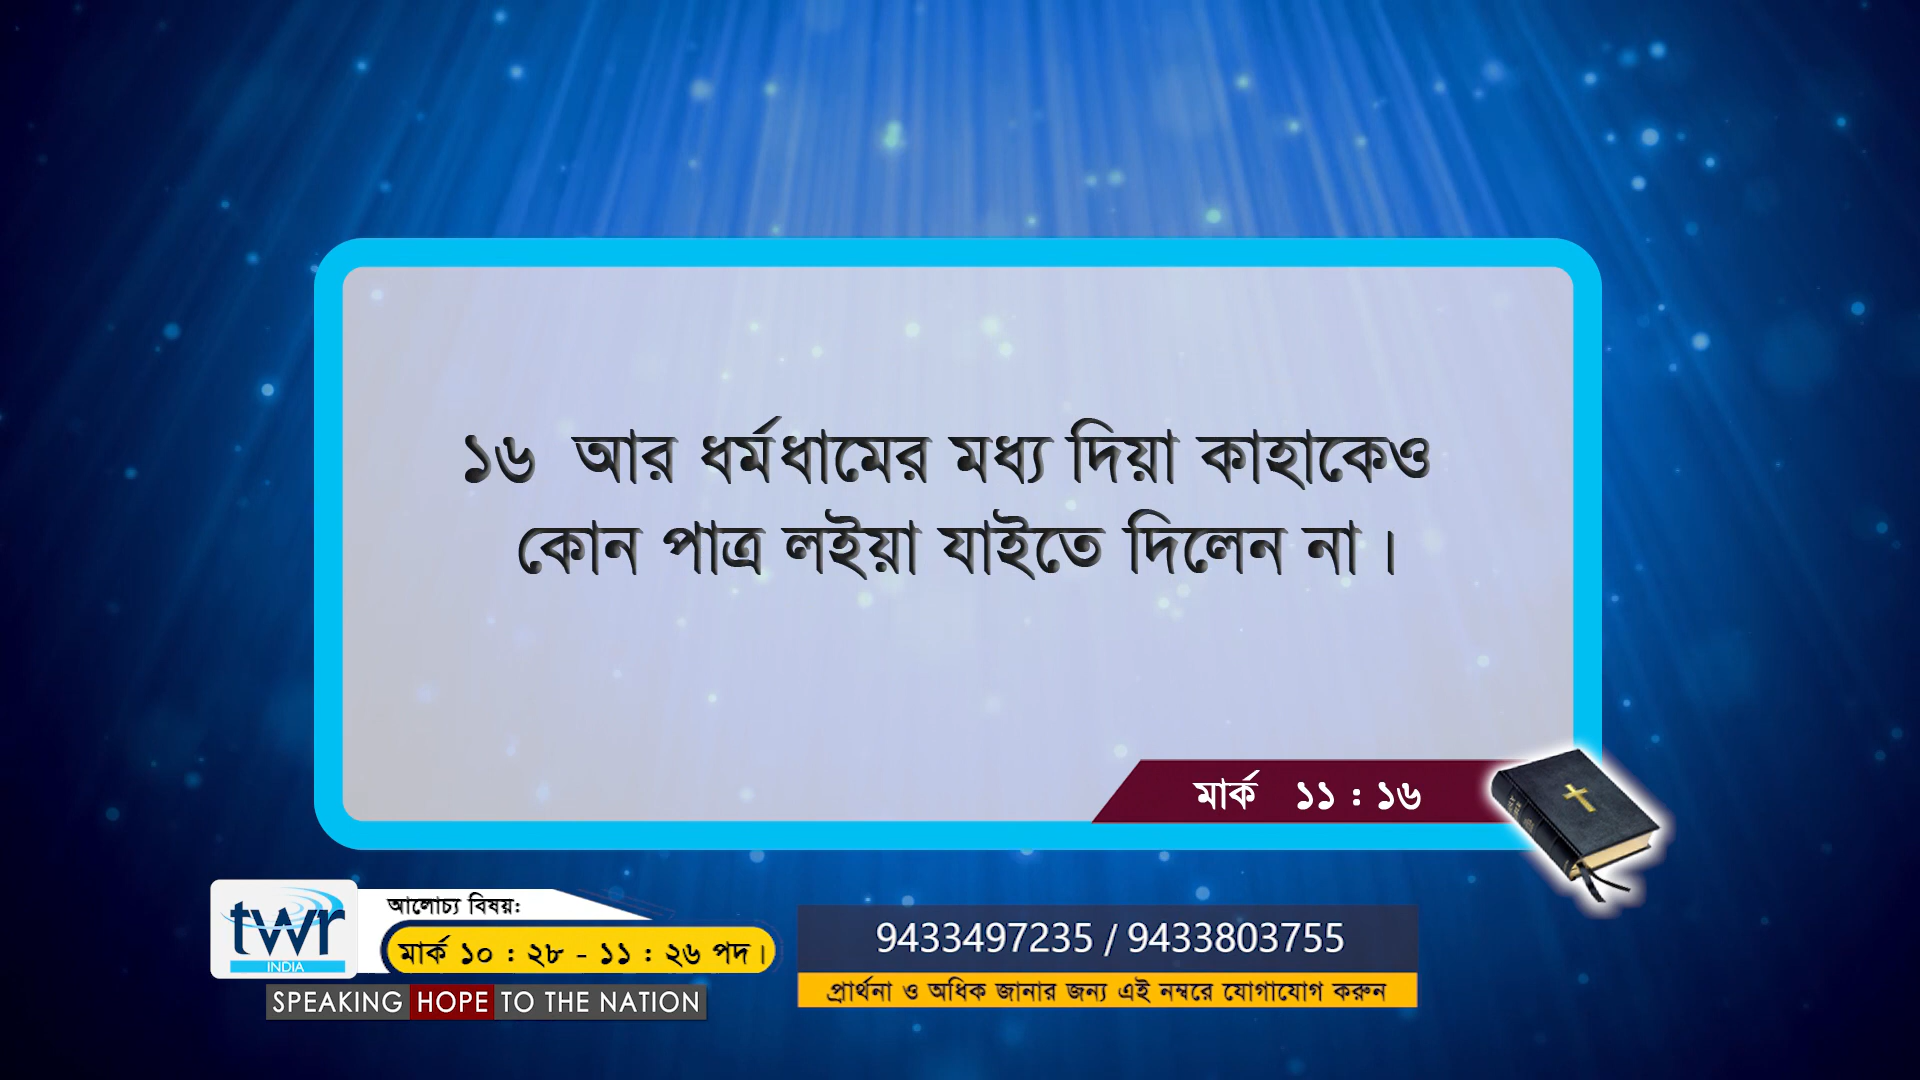 ১৬ আর ধর্মধামের মধ্য দিয়া কাহাকেও
কোন পাত্র লইয়া যাইতে দিলেন না।
মার্ক ১১ : ১৬
twr
INDIA
আলোচ্য বিষয়:
মার্ক ১০ : ২৮ - ১১ : ২৬ পদ।
SPEAKING HOPE TO THE NATION
9433497235 / 9433803755
প্রার্থনা ও অধিক জানার জন্য এই নম্বরে যোগাযোগ করুন